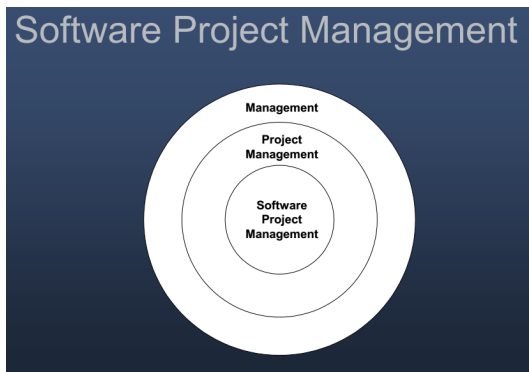 Software Project Management
Management
Project
Management
Software
Project
Management